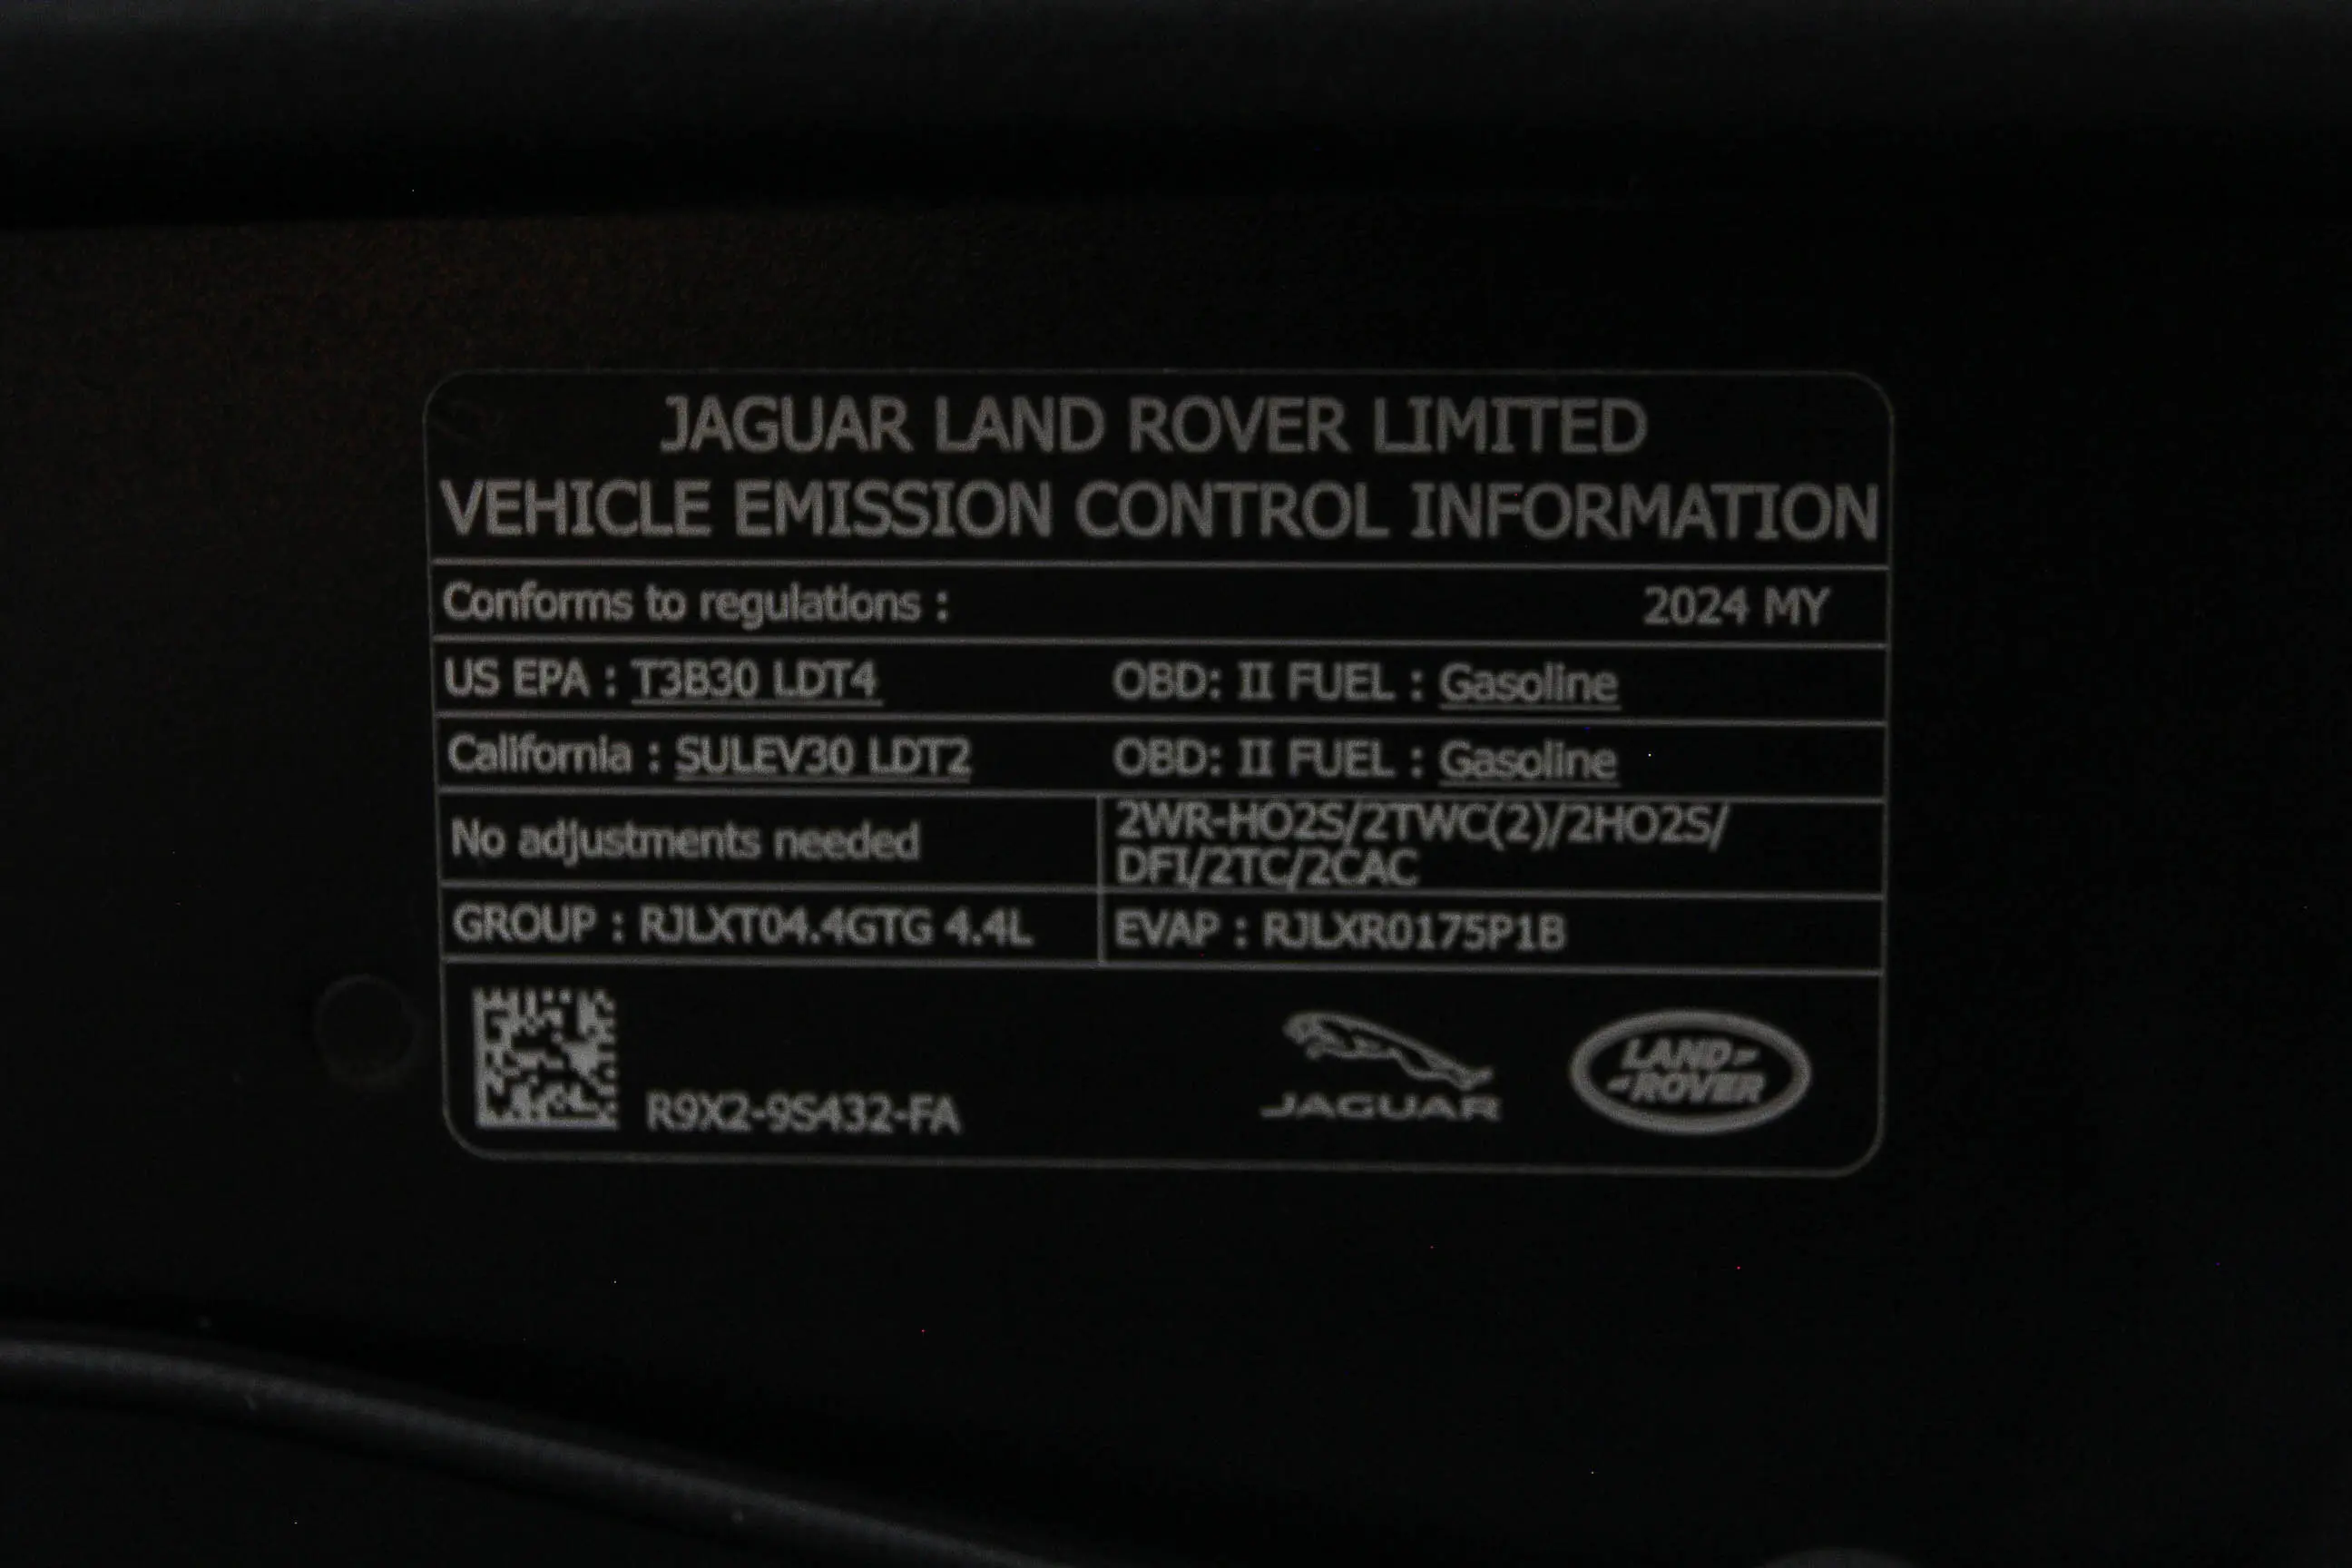 JAGUAR LAND ROVER LIMITED
VEHICLE EMISSION CONTROL INFORMATION
Conforms to regulations : 2024 MY
US EPA : T3B30 LDT4 OBD: II FUEL : Gasoline
California : SULEV30 LDT2 OBD: II FUEL : Gasoline
No adjustments needed
2WR-HO2S/2TWC(2)/2HO2S/
DFI/2TC/2CAC
GROUP : RJLXT04.4GTG 4.4L EVAP : RJLXR0175P1B
R9X2-9S432-FA
JAGUAR
LAND-
-ROVER